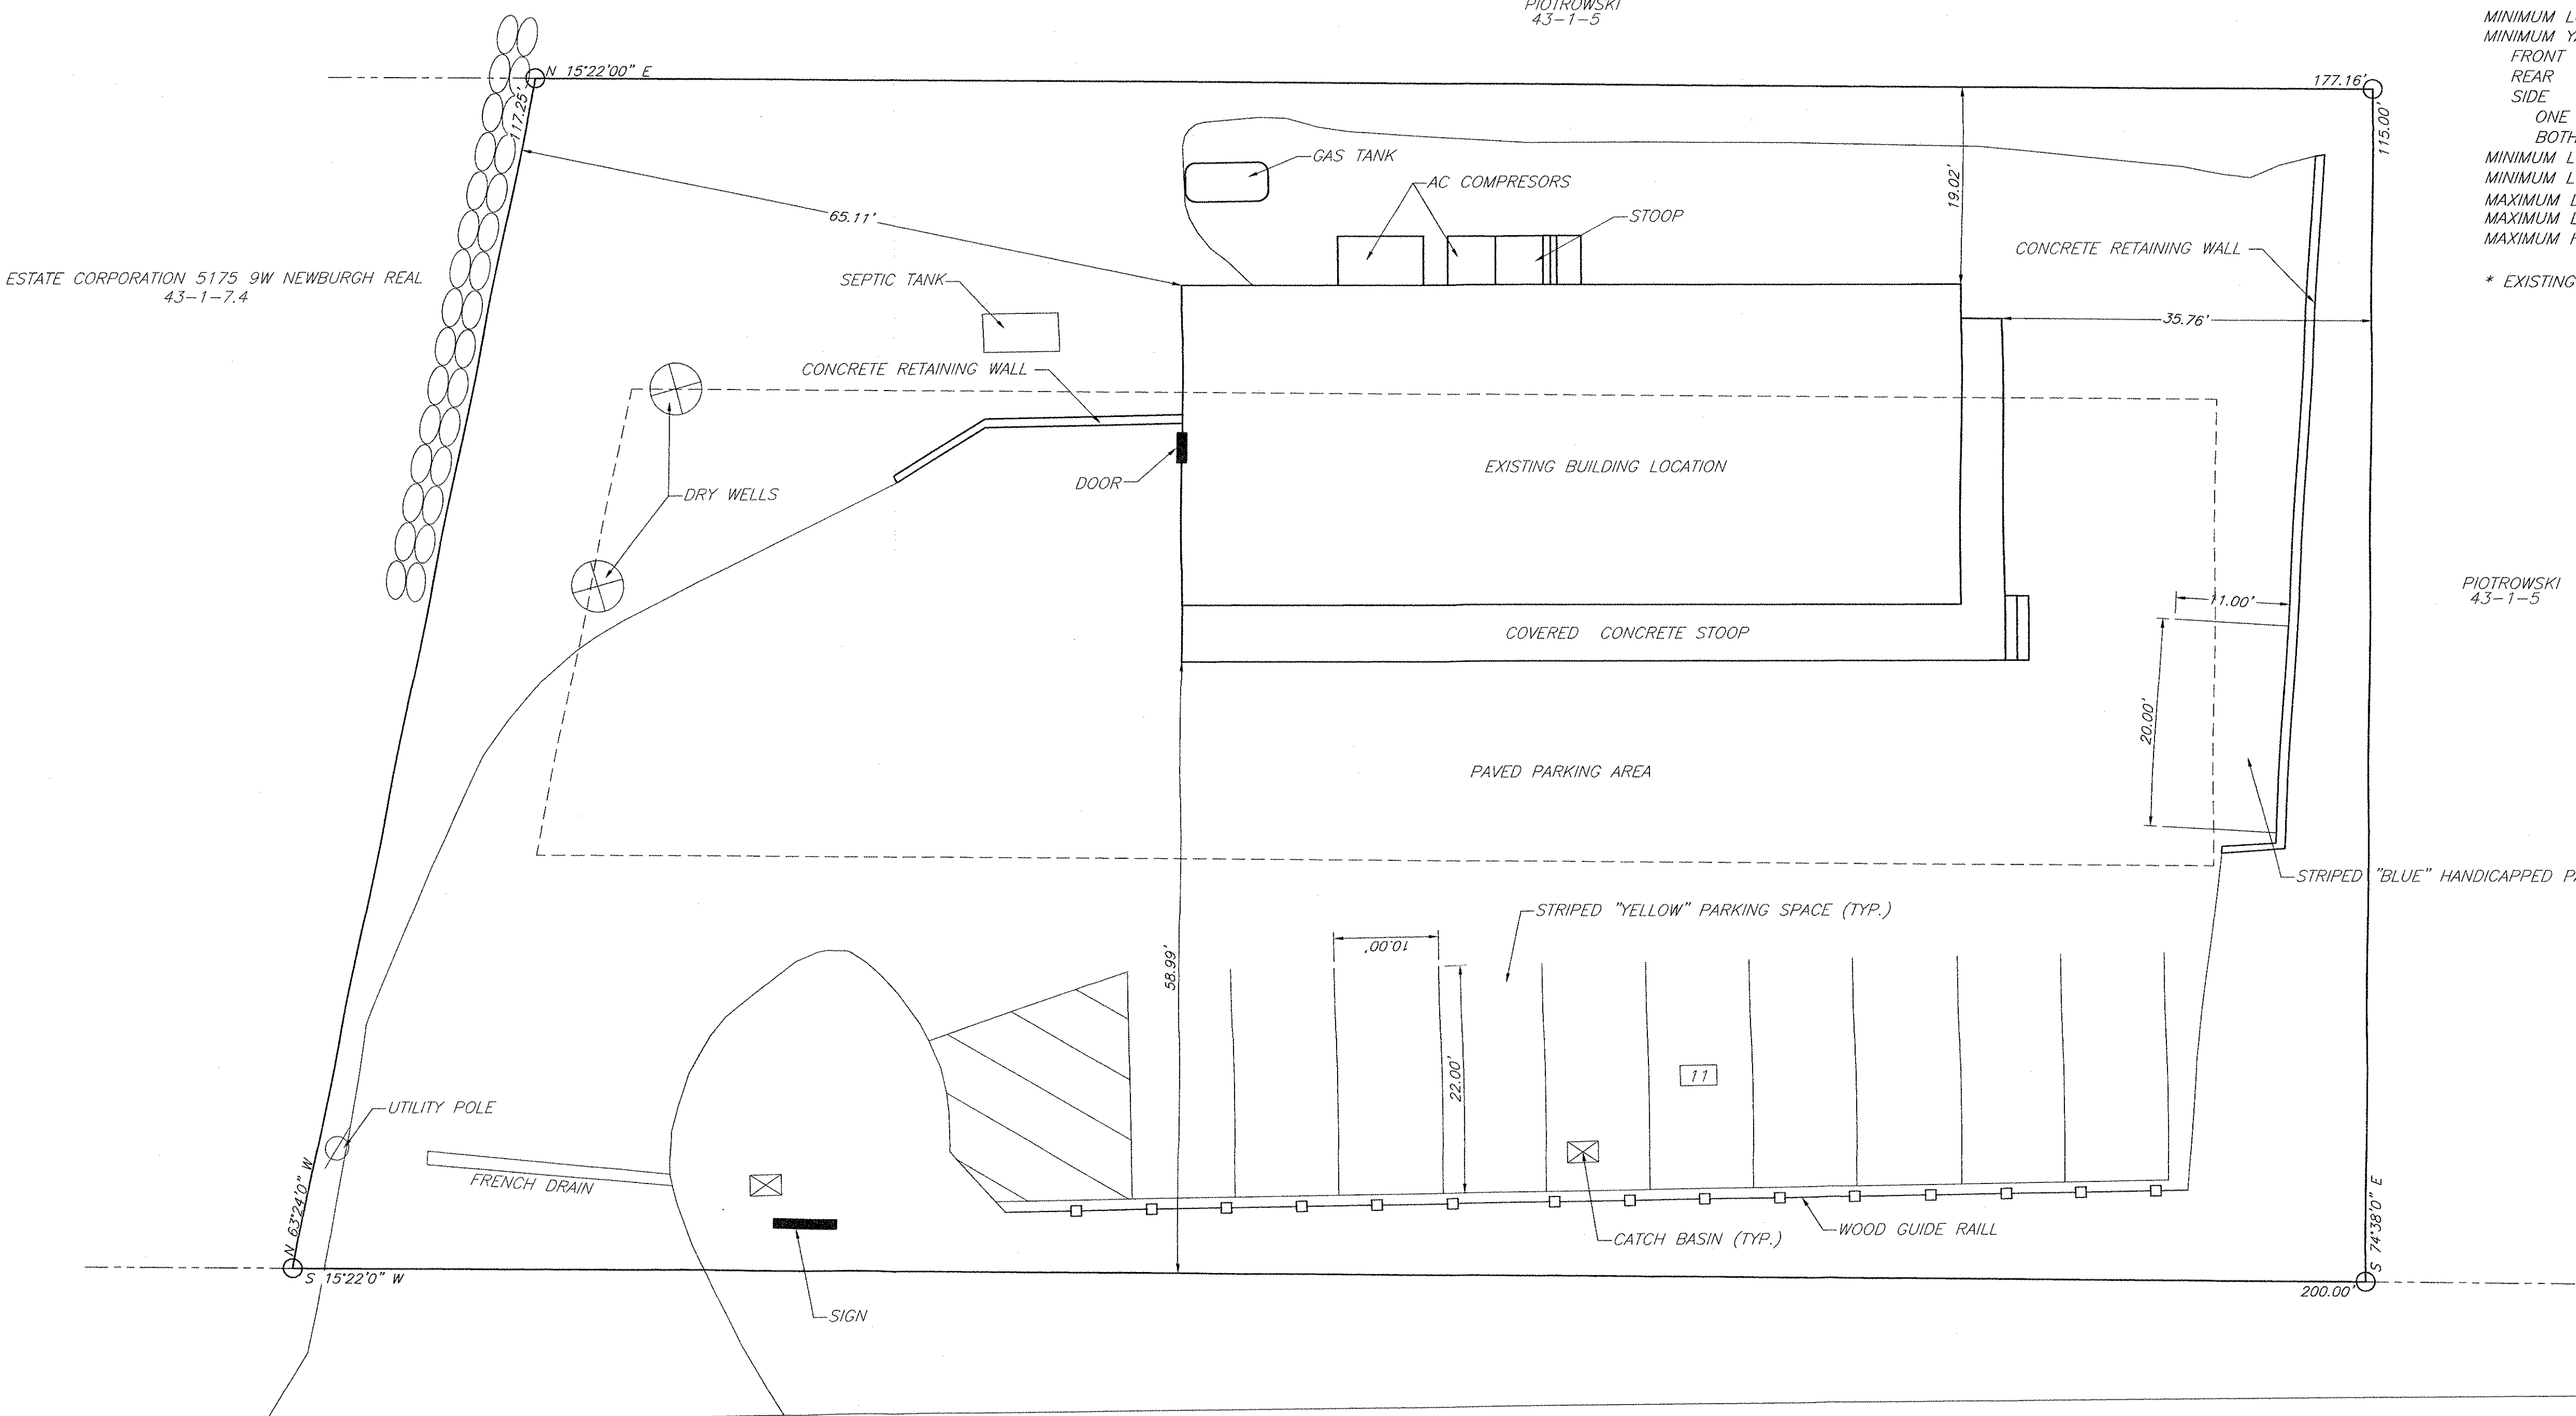 PIOTROWSKI
43-1-5
MINIMUM
MINIMUM
FRONT
REAR
SIDE
ONE
BOTH
MINIMUM
MINIMUM
MAXIMUM
MAXIMUM
MAXIMUM
* EXISTING
N 15°22'00" E
177.16'
117.25'
115.00'
GAS TANK
AC COMPRESORS
STOOP
65.11'
19.02'
CONCRETE RETAINING WALL
ESTATE CORPORATION 5175 9W NEWBURGH REAL
43-1-7.4
SEPTIC TANK
35.76'
CONCRETE RETAINING WALL
EXISTING BUILDING LOCATION
DOOR
DRY WELLS
PIOTROWSKI
43-1-5
11.00'
COVERED CONCRETE STOOP
20.00'
PAVED PARKING AREA
STRIPED "BLUE" HANDICAPPED
STRIPED "YELLOW" PARKING SPACE (TYP.)
10.00'
58.99'
22.00'
11
UTILITY POLE
FRENCH DRAIN
N 63°24'0" W
S 74°38'0" E
WOOD GUIDE RAILL
CATCH BASIN (TYP.)
S 15°22'0" W
200.00'
SIGN